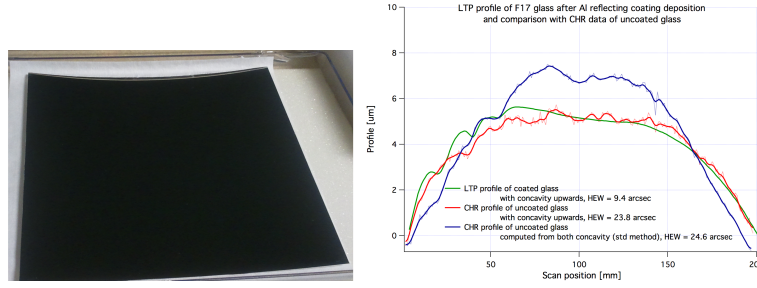 LTP profile of F17 glass after Al reflecting coating deposition
and comparison with CHR data of uncoated glass
10
8
6
4
2
0
Profile [um]
LTP profile of coated glass
with concavity upwards, HEW = 9.4 arcsec
CHR profile of uncoated glass
with concavity upwards, HEW = 23.8 arcsec
CHR profile of uncoated glass
computed from both concavity (std method), HEW = 24.6 arcsec
50
100
150
Scan position [mm]